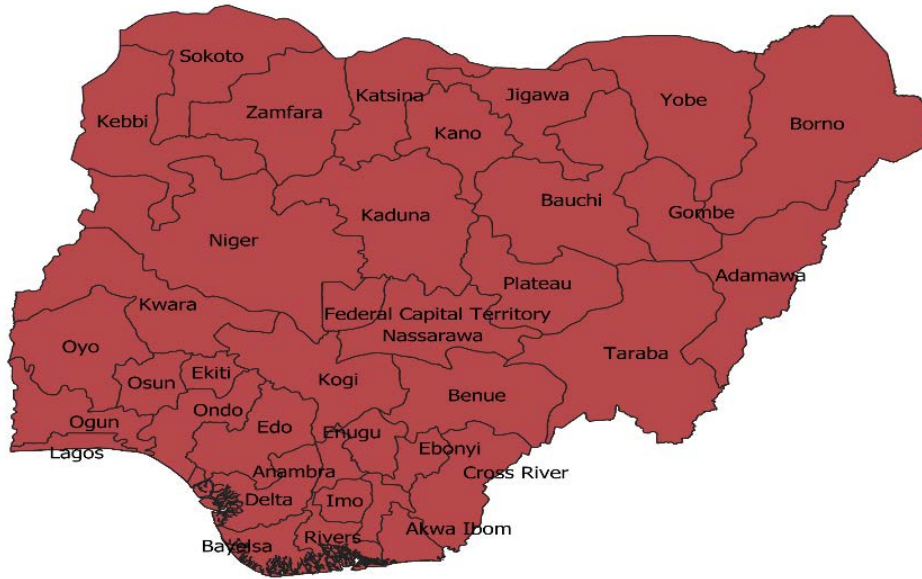 Sokoto
Katsina
Jigawa
Yobe
Kebbi
Zamfara
Kano
Borno
Bauchi
Kaduna
Gombe
Niger
Adamawa
Plateau
Kwara
Federal Capital Territory
Nassarawa
Oyo
Taraba
Osun
Ekiti
Kogi
Benue
Ondo
Ogun
Edo
Enugu
Ebonyi
Lagos
Anambra
Cross River
Delta
Imo
Akwa Ibom
Bayelsa
Rivers